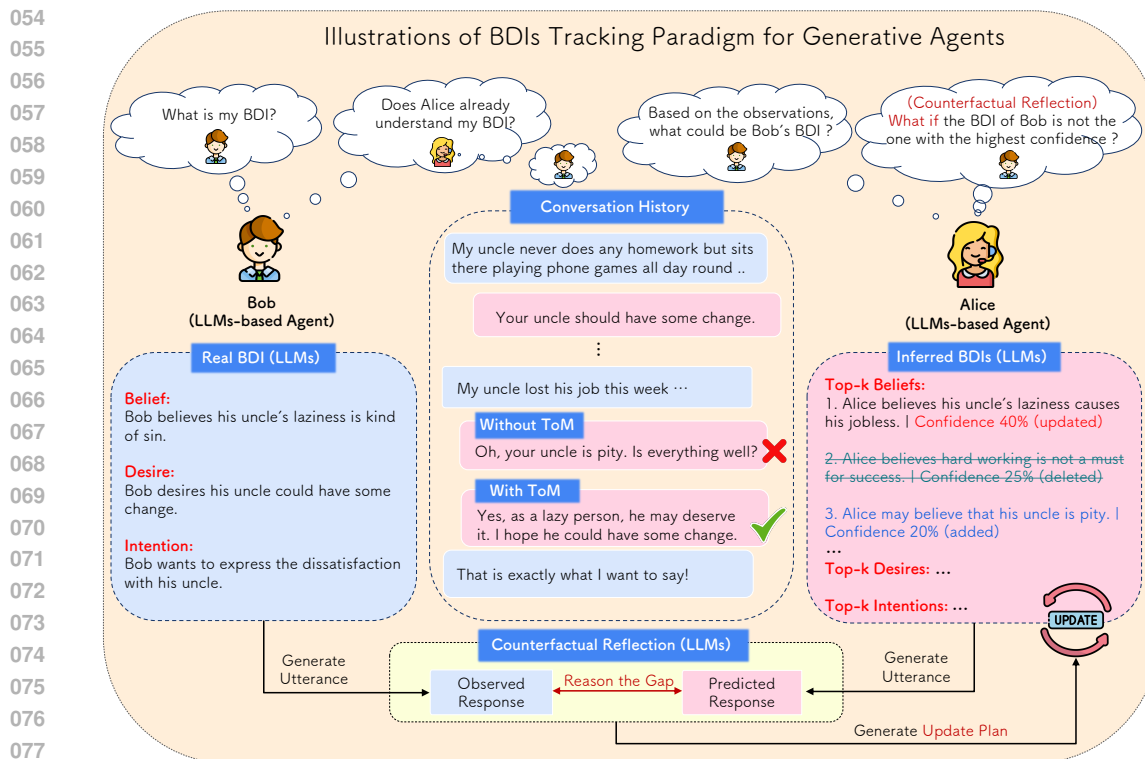 054
055
056
057
058
059
060
061
062
063
064
065
066
067
068
069
070
071
072
073
074
075
076
077
Illustrations of BDIs Tracking Paradigm for Generative Agents
What is my BDI?
Does Alice already
understand my BDI?
Based on the observations,
what could be Bob's BDI ?
(Counterfactual Reflection)
What if the BDI of Bob is not the
one with the highest confidence ?
Bob
(LLMs-based Agent)
Real BDI (LLMs)
Belief:
Bob believes his uncle's laziness is kind
of sin.
Desire:
Bob desires his uncle could have some
change.
Intention:
Bob wants to express the dissatisfaction
with his uncle.
Conversation History
My uncle never does any homework but sits
there playing phone games all day round ..
Your uncle should have some change.
⋮
My uncle lost his job this week ⋯
Without ToM
Oh, your uncle is pity. Is everything well?
With ToM
Yes, as a lazy person, he may deserve
it. I hope he could have some change.
That is exactly what I want to say!
Alice
(LLMs-based Agent)
Inferred BDIs (LLMs)
Top-k Beliefs:
1. Alice believes his uncle's laziness causes
his jobless. | Confidence 40% (updated)
2. Alice believes hard working is not a must
for success. | Confidence 25% (deleted)
3. Alice may believe that his uncle is pity. |
Confidence 20% (added)
...
Top-k Desires: ...
Top-k Intentions: ...
UPDATE
Counterfactual Reflection (LLMs)
Generate
Utterance
Observed
Response
Reason the Gap
Predicted
Response
Generate
Utterance
Generate Update Plan